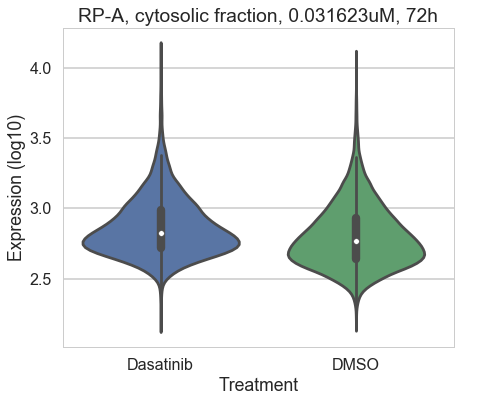 RP-A, cytosolic fraction, 0.031623uM, 72h
Expression (log10)
4.0
3.5
3.0
2.5
Dasatinib DMSO
Treatment